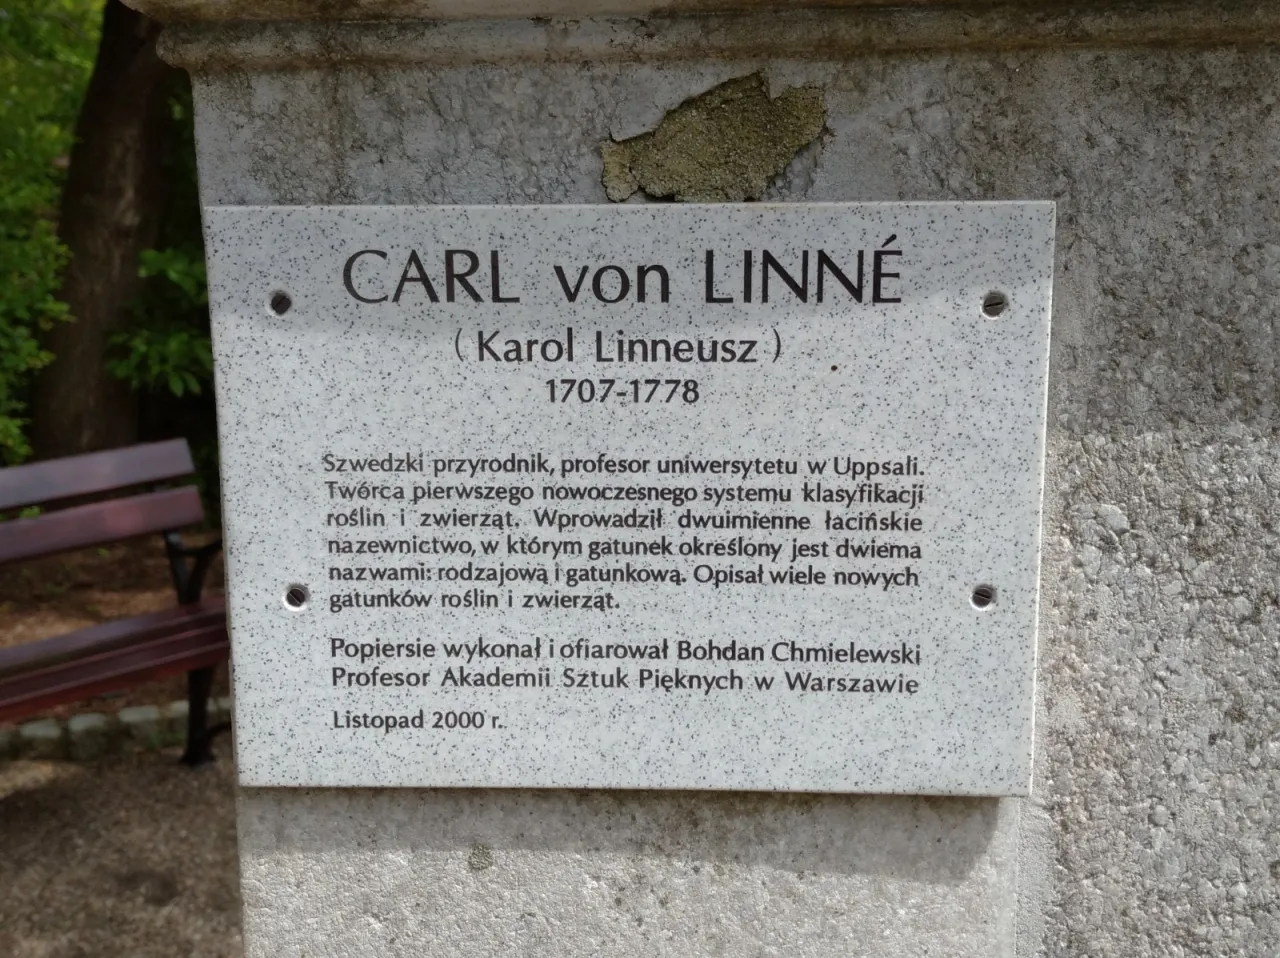 CARL von LINNÉ
(Karol Linneusz)
1707-1778
Szwedzki przyrodnik, profesor uniwersytetu w Uppsali.
Twórca pierwszego nowoczesnego systemu klasyfikacji
roślin i zwierząt. Wprowadził dwuimienne łacińskie
nazewnictwo, w którym gatunek określony jest dwiema
nazwami: rodzajową i gatunkową. Opisał wiele nowych
gatunków roślin i zwierząt.
Popiersie wykonał i ofiarował Bohdan Chmielewski
Profesor Akademii Sztuk Pięknych w Warszawie
Listopad 2000 r.